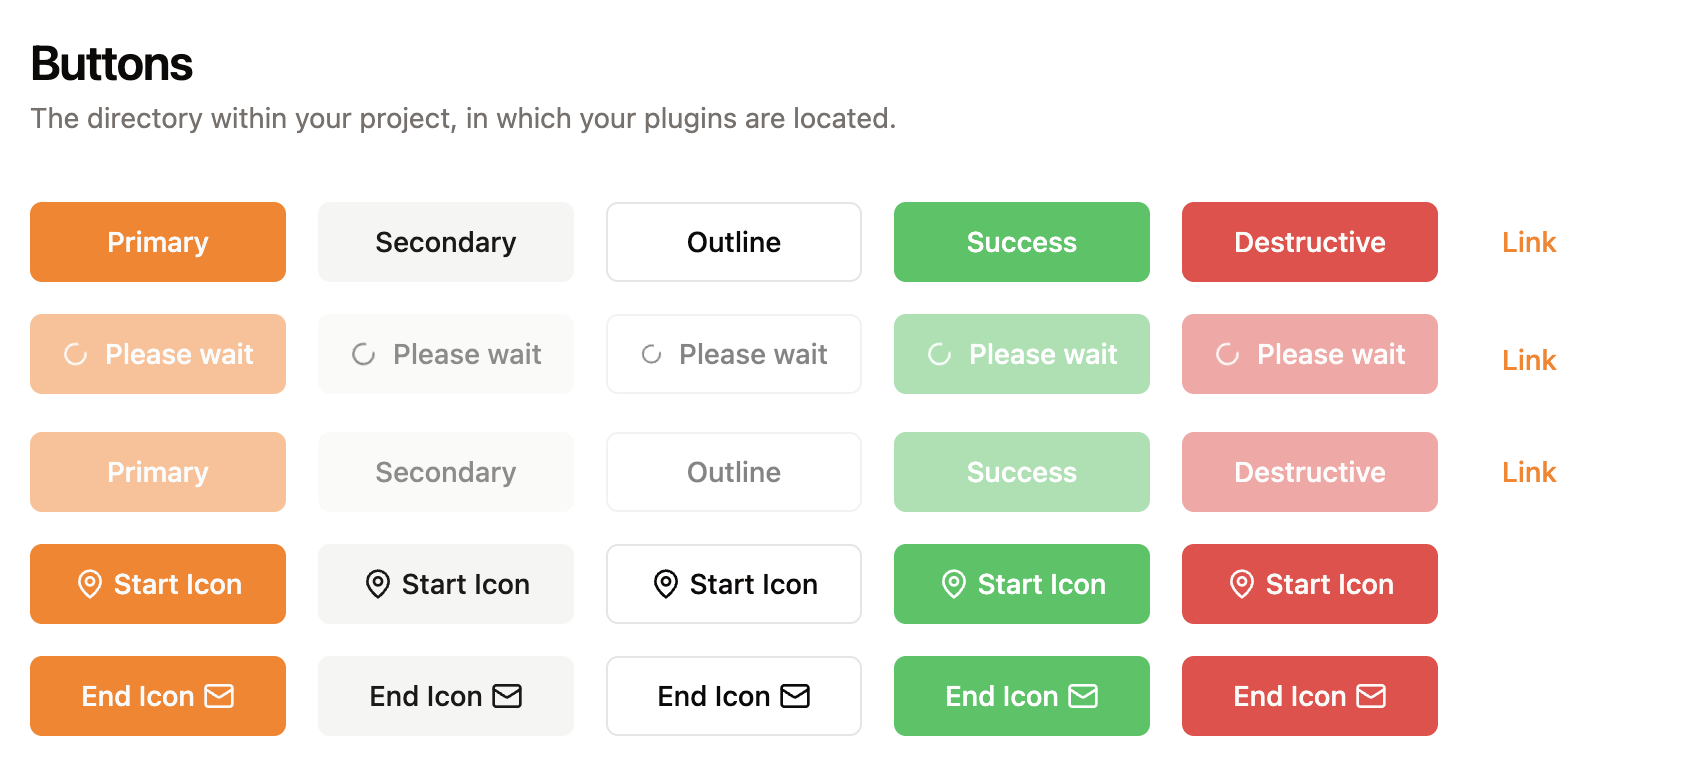 Buttons
The directory within your project, in which your plugins are located.
Primary Secondary Outline Success Destructive Link
Please wait Please wait Please wait Please wait Please wait Link
Primary Secondary Outline Success Destructive Link
Start Icon Start Icon Start Icon Start Icon Start Icon
End Icon End Icon End Icon End Icon End Icon